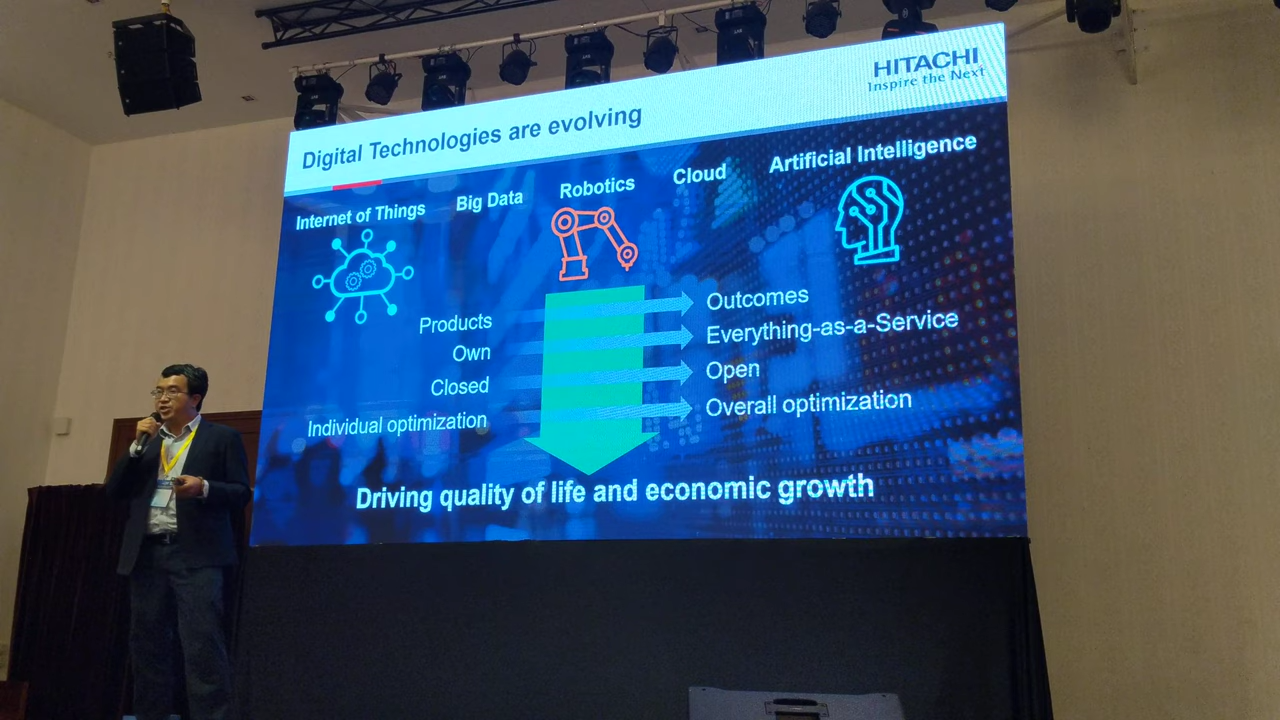 HITACHI
Inspire the Next
Digital Technologies are evolving
Internet of Things
Big Data
Robotics
Cloud
Artificial Intelligence
Products
Outcomes
Own
Everything-as-a-Service
Closed
Open
Individual optimization
Overall optimization
Driving quality of life and economic growth